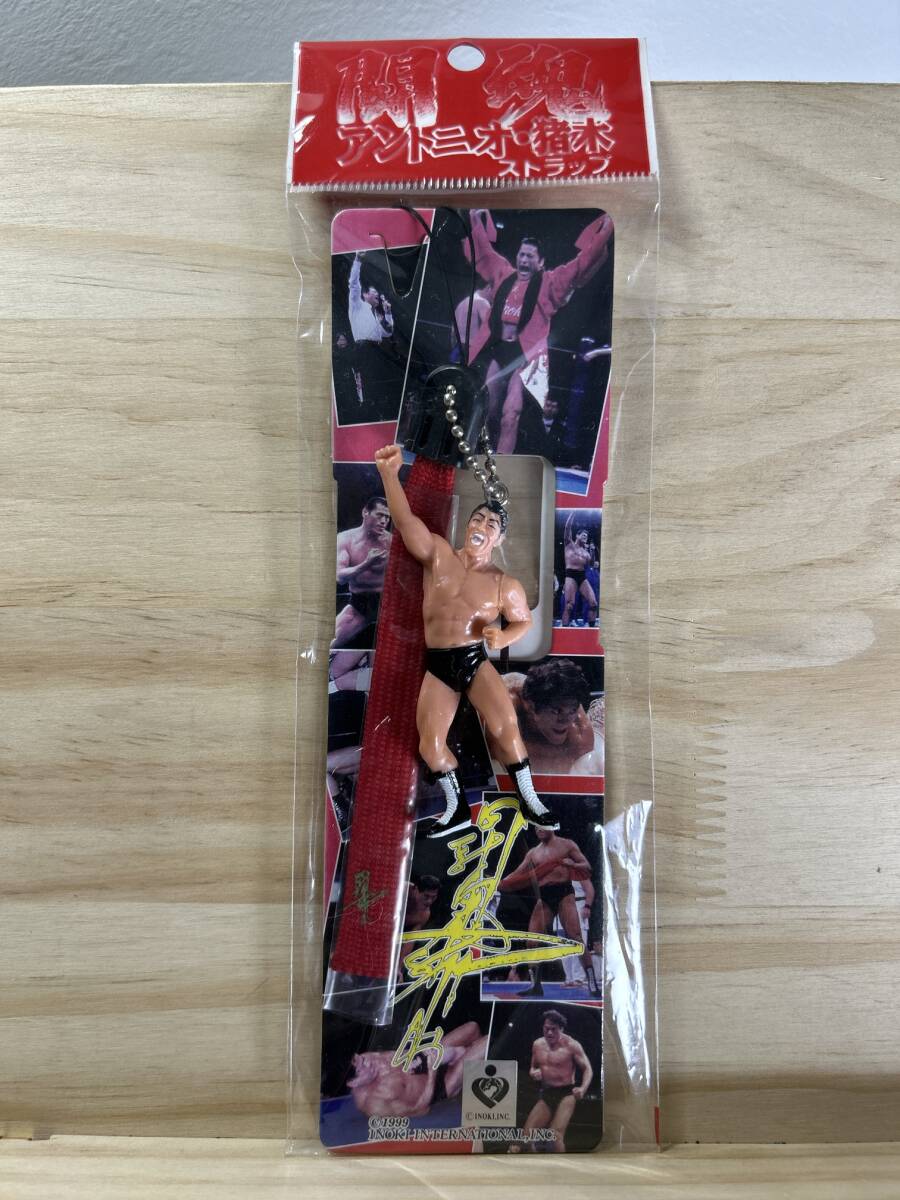 闘魂
アントニオ・猪木
ストラップ
©INOKI,INC.
©1999
INOKI INTERNATIONAL,INC.